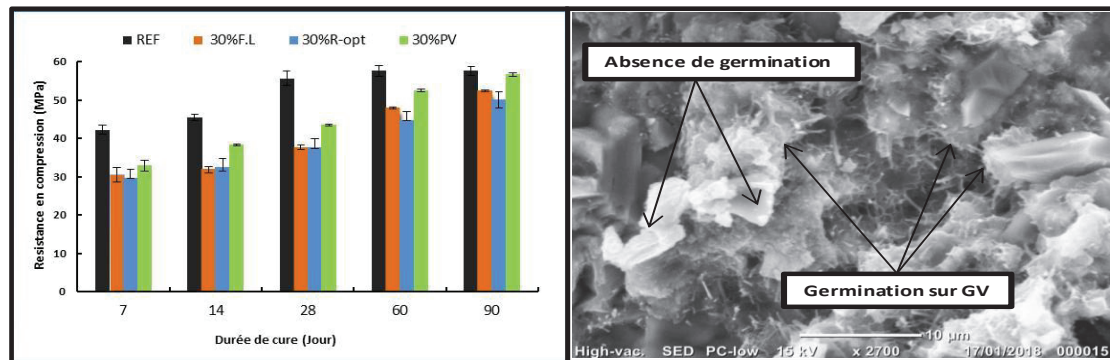 REF 30%F.L 30%R-opt 30%PV
Resistance en compression (MPa)
60
50
40
30
20
10
0
7 14 28 60 90
Durée de cure (Jour)
Absence de germination
Germination sur GV
10 µm
High-vac. SED PC-low 15 kV x 2700 17/01/2018 000015